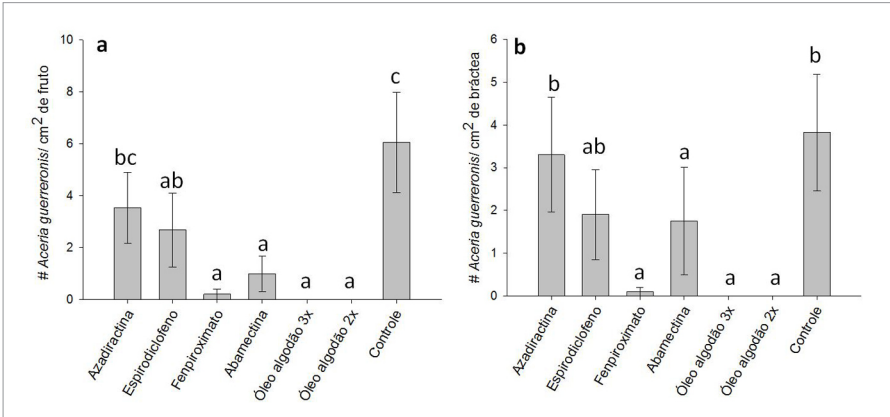 a
# Aceria guerreronis/ cm² de fruto
10
8
6
4
2
0
bc
ab
a
a
a
a
c
Azadiractina
Espirodiclofeno
Fenpiroximato
Abamectina
Óleo algodão 3x
Óleo algodão 2x
Controle
b
# Aceria guerreronis/ cm² de bráctea
6
5
4
3
2
1
0
b
ab
a
a
a
a
b
Azadiractina
Espirodiclofeno
Fenpiroximato
Abamectina
Óleo algodão 3x
Óleo algodão 2x
Controle